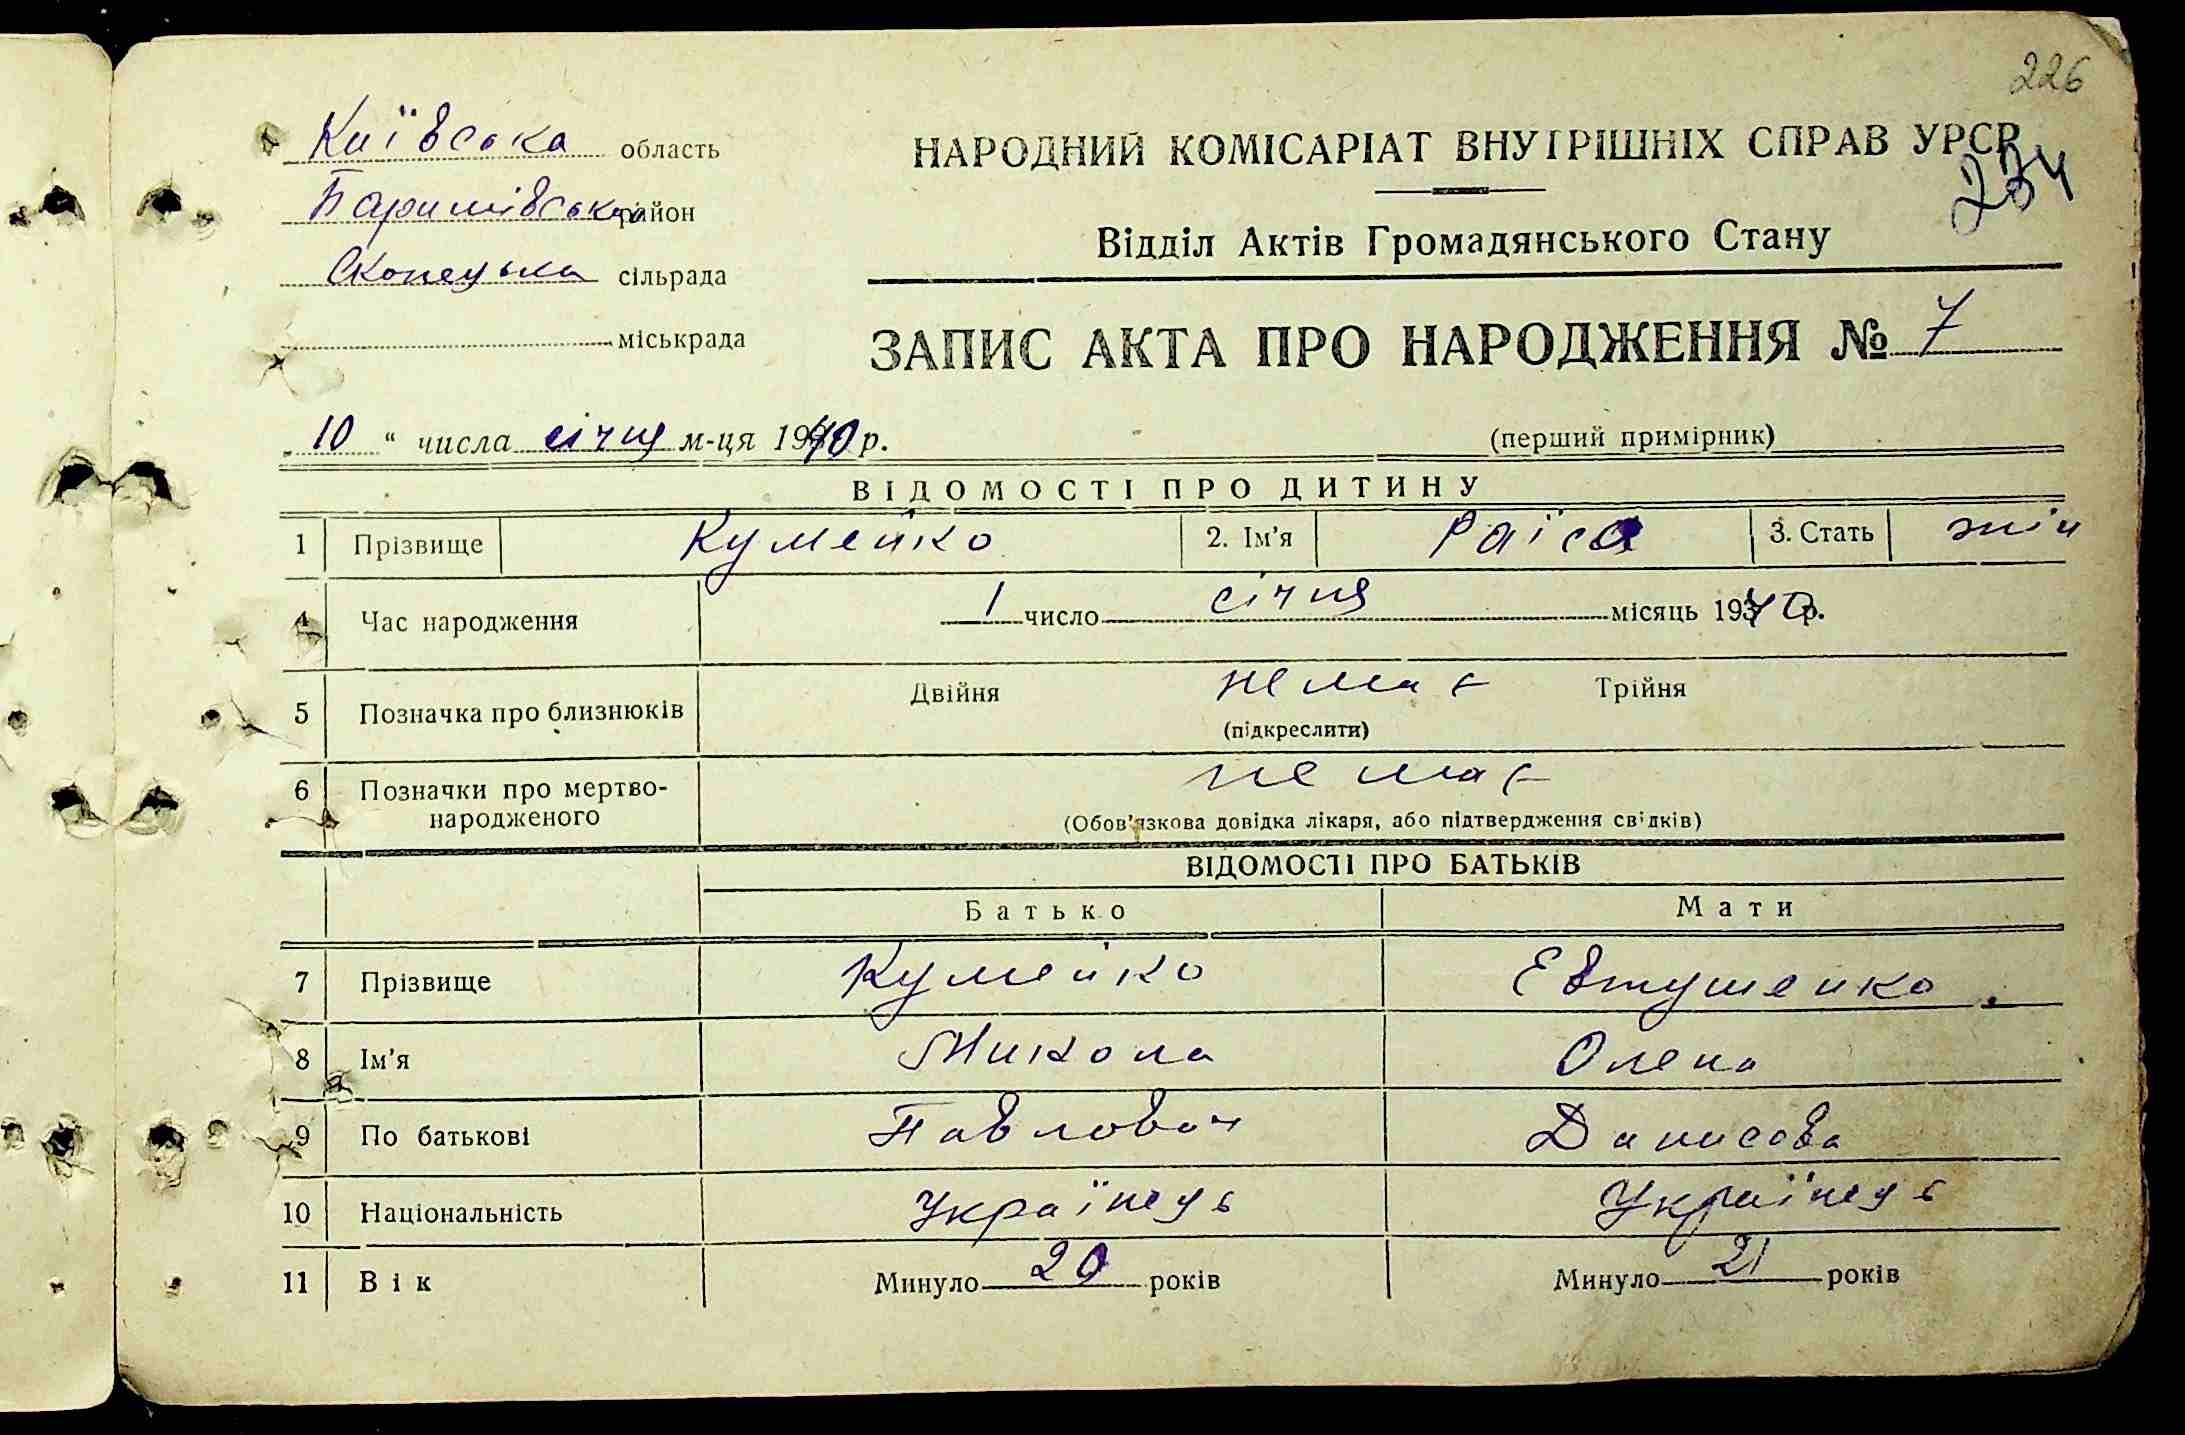 226
Київська область
НАРОДНИЙ КОМІСАРІАТ ВНУТРІШНІХ СПРАВ УРСР
234
район
Відділ Актів Громадянського Стану
Скопецька сільрада
міськрада
ЗАПИС АКТА ПРО НАРОДЖЕННЯ № 7
„ 10 “ числа січня м-ця 1940 р.
(перший примірник)
ВІДОМОСТІ ПРО ДИТИНУ
1 Прізвище Кумейко 2. Ім’я Раїса 3. Стать жін
4 Час народження 1 число січня місяць 1940 р.
5 Позначка про близнюків Двійня немає Трійня
(підкреслити)
6 Позначки про мертво-
народженого
немає
(Обов’язкова довідка лікаря, або підтвердження свідків)
ВІДОМОСТІ ПРО БАТЬКІВ
Батько Мати
7 Прізвище Кумейко Евтушенко
8 Ім’я Микола Олена
9 По батькові Павлович Данисова
10 Національність Українець Українець
11 Вік Минуло 20 років Минуло 21 років